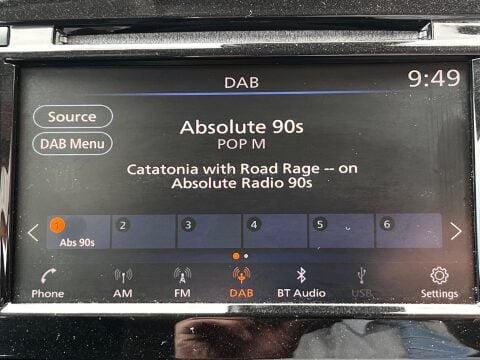 DAB
9:49
Source
DAB Menu
Absolute 90s
POP M
Catatonia with Road Rage -- on
Absolute Radio 90s
1 2 3 4 5 6
Abs 90s
Phone AM FM DAB BT Audio USB Settings